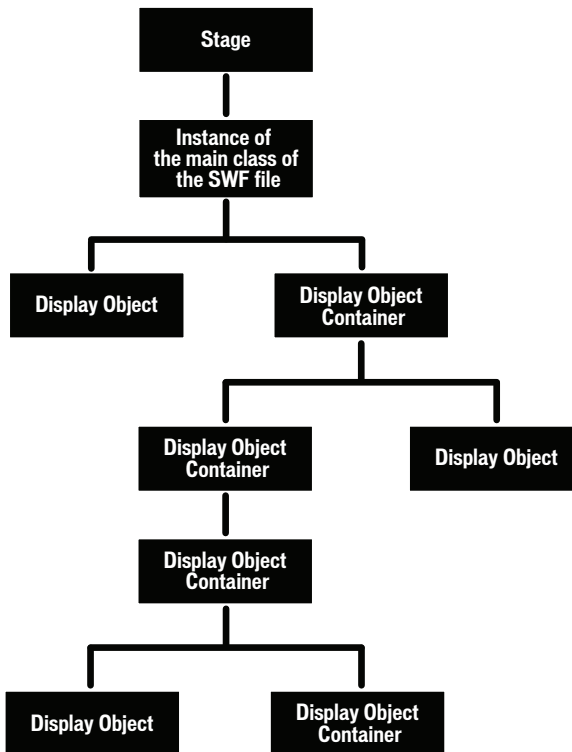 Stage
Instance of
the main class of
the SWF file
Display Object
Display Object
Container
Display Object
Container
Display Object
Display Object
Container
Display Object
Display Object
Container